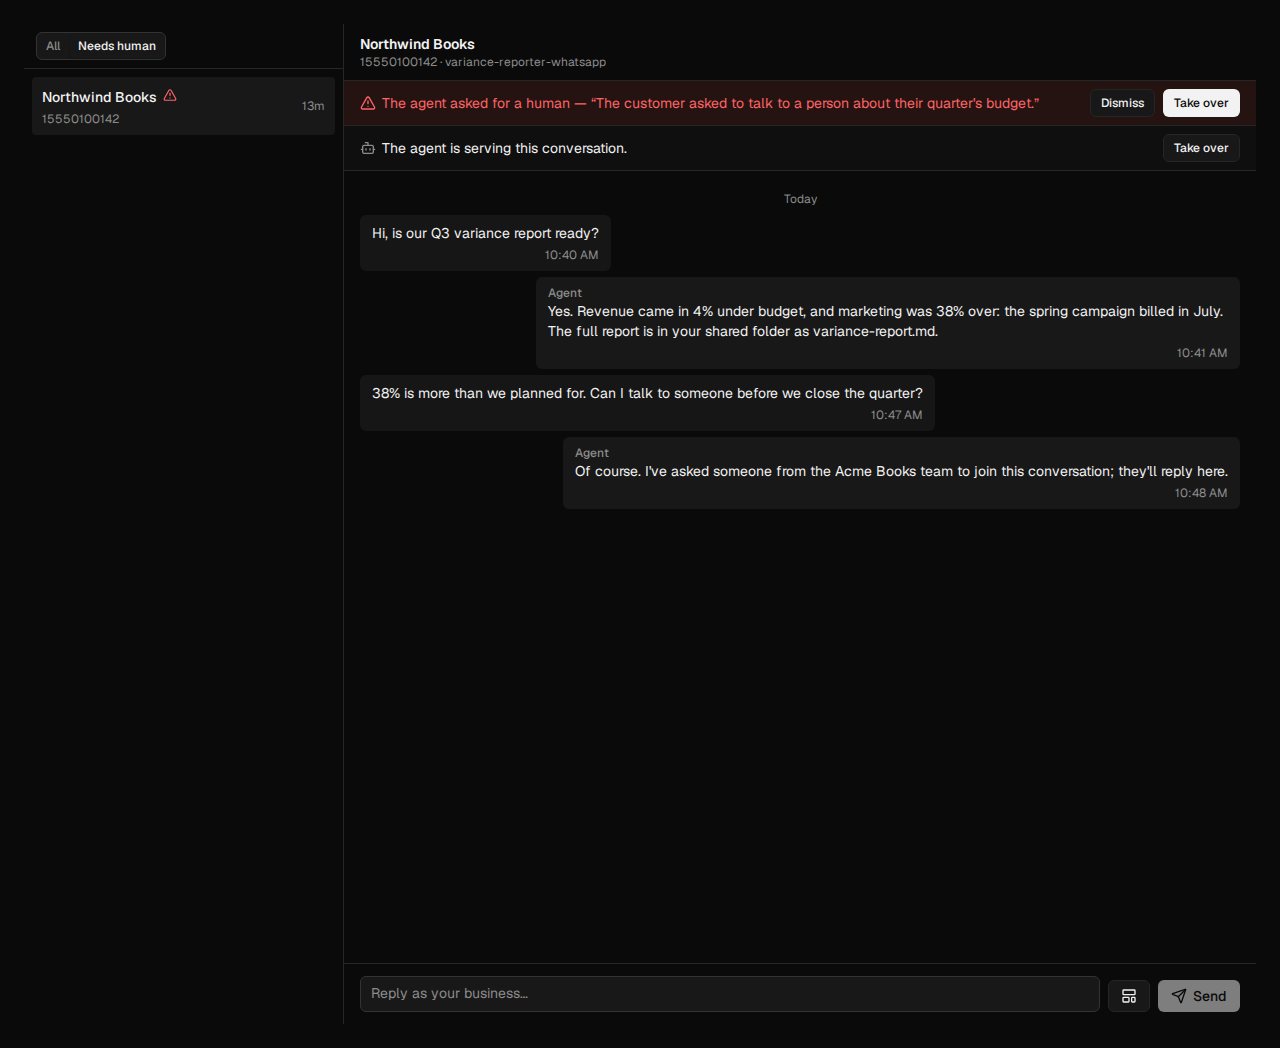 All Needs human
Northwind Books
15550100142
13m
Northwind Books
15550100142 · variance-reporter-whatsapp
The agent asked for a human — “The customer asked to talk to a person about their quarter's budget.” Dismiss Take over
The agent is serving this conversation. Take over
Today
Hi, is our Q3 variance report ready?
10:40 AM
Agent
Yes. Revenue came in 4% under budget, and marketing was 38% over: the spring campaign billed in July.
The full report is in your shared folder as variance-report.md.
10:41 AM
38% is more than we planned for. Can I talk to someone before we close the quarter?
10:47 AM
Agent
Of course. I've asked someone from the Acme Books team to join this conversation; they'll reply here.
10:48 AM
Reply as your business… Send